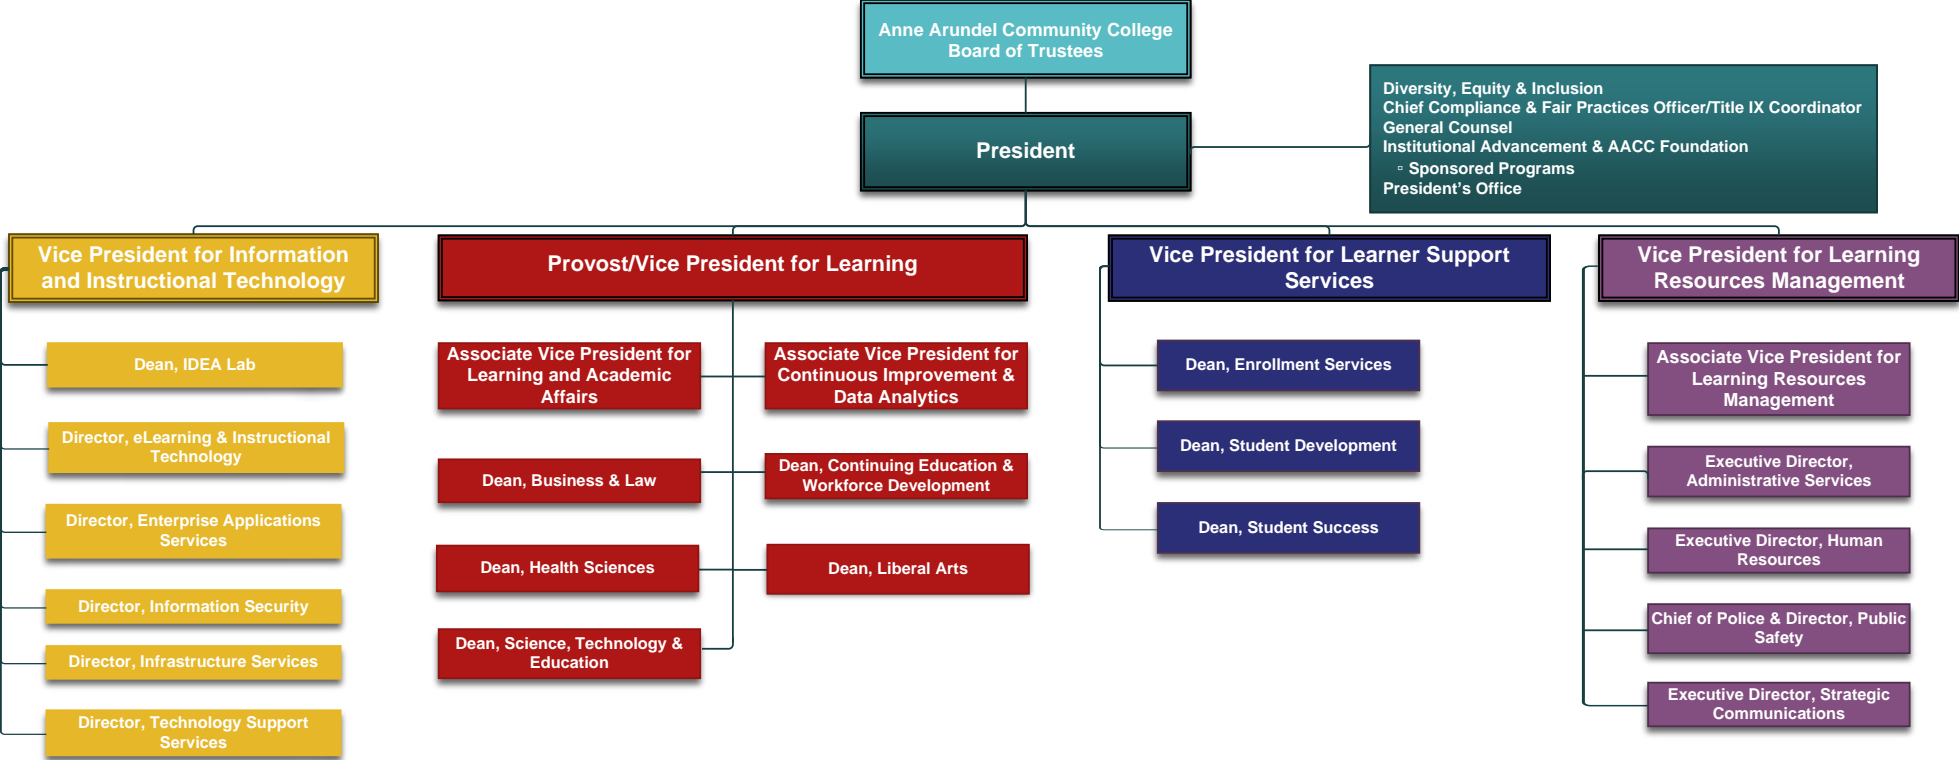 Anne Arundel Community College
Board of Trustees
President
Diversity, Equity & Inclusion
Chief Compliance & Fair Practices Officer/Title IX Coordinator
General Counsel
Institutional Advancement & AACC Foundation
▫ Sponsored Programs
President’s Office
Vice President for Information
and Instructional Technology
Dean, IDEA Lab
Director, eLearning & Instructional
Technology
Director, Enterprise Applications
Services
Director, Information Security
Director, Infrastructure Services
Director, Technology Support
Services
Provost/Vice President for Learning
Associate Vice President for
Learning and Academic
Affairs
Associate Vice President for
Continuous Improvement &
Data Analytics
Dean, Business & Law
Dean, Continuing Education &
Workforce Development
Dean, Health Sciences
Dean, Liberal Arts
Dean, Science, Technology &
Education
Vice President for Learner Support
Services
Dean, Enrollment Services
Dean, Student Development
Dean, Student Success
Vice President for Learning
Resources Management
Associate Vice President for
Learning Resources
Management
Executive Director,
Administrative Services
Executive Director, Human
Resources
Chief of Police & Director, Public
Safety
Executive Director, Strategic
Communications